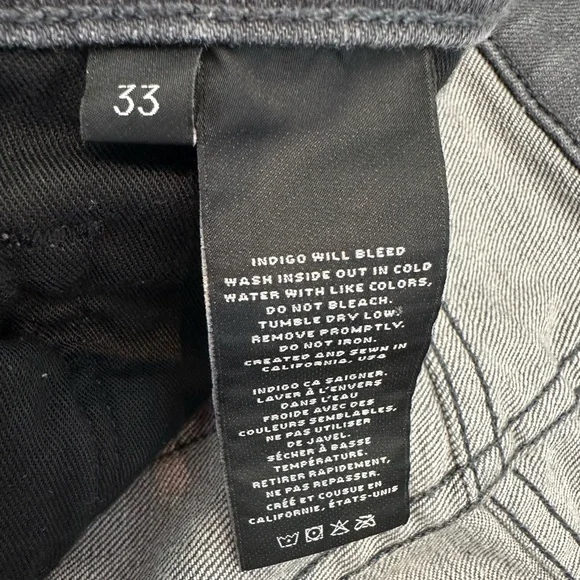 33
INDIGO WILL BLEED
WASH INSIDE OUT IN COLD
WATER WITH LIKE COLORS,
DO NOT BLEACH.
TUMBLE DRY LOW,
REMOVE PROMPTLY.
DO NOT IRON.
CREATED AND SEWN IN
CALIFORNIA, USA
INDIGO CA SAIGNER.
LAVER À L'ENVERS
DANS L'EAU
FROIDE AVEC DES
COULEURS SEMBLABLES,
NE PAS UTILISER
DE JAVEL.
SÉCHER À BASSE
TEMPÉRATURE.
RETIRER RAPIDEMENT,
NE PAS REPASSER.
CRÉÉ ET COUSUE EN
CALIFORNIE, ÉTATS-UNIS